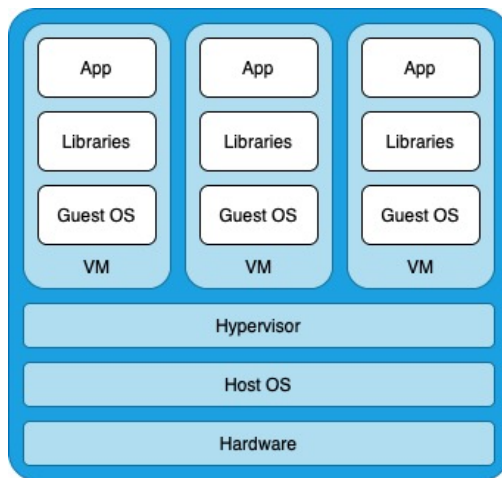 App
App
App
Libraries
Libraries
Libraries
Guest OS
Guest OS
Guest OS
VM
VM
VM
Hypervisor
Host OS
Hardware